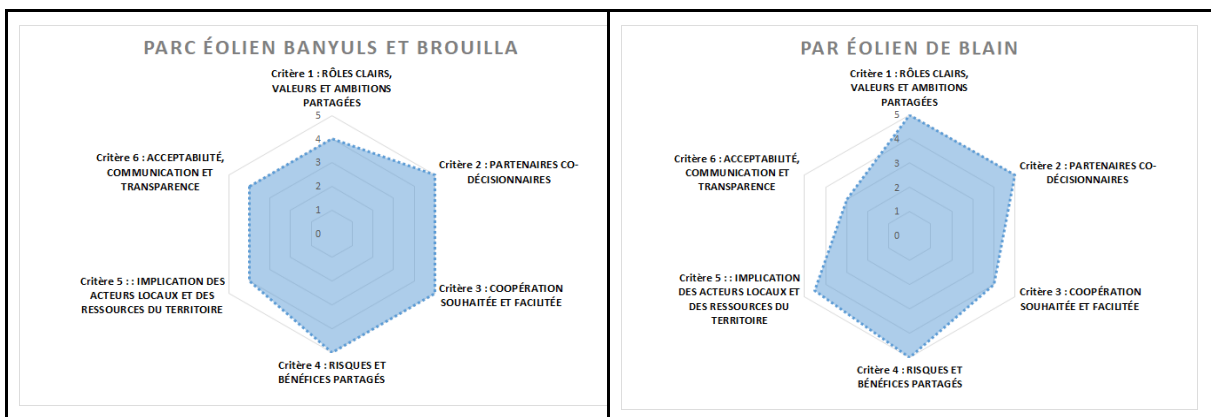 PARC ÉOLIEN BANYULS ET BROUILLA
Critère 1 : RÔLES CLAIRS,
VALEURS ET AMBITIONS
PARTAGÉES
5
4
3
2
1
0
Critère 2 : PARTENAIRES CO-
DÉCISIONNAIRES
Critère 3 : COOPÉRATION
SOUHAITÉE ET FACILITÉE
Critère 4 : RISQUES ET
BÉNÉFICES PARTAGÉS
Critère 5 : : IMPLICATION DES
ACTEURS LOCAUX ET DES
RESSOURCES DU TERRITOIRE
Critère 6 : ACCEPTABILITÉ,
COMMUNICATION ET
TRANSPARENCE
PAR ÉOLIEN DE BLAIN
Critère 1 : RÔLES CLAIRS,
VALEURS ET AMBITIONS
PARTAGÉES
5
4
3
2
1
0
Critère 2 : PARTENAIRES CO-
DÉCISIONNAIRES
Critère 3 : COOPÉRATION
SOUHAITÉE ET FACILITÉE
Critère 4 : RISQUES ET
BÉNÉFICES PARTAGÉS
Critère 5 : : IMPLICATION
DES ACTEURS LOCAUX ET
DES RESSOURCES DU
TERRITOIRE
Critère 6 : ACCEPTABILITÉ,
COMMUNICATION ET
TRANSPARENCE